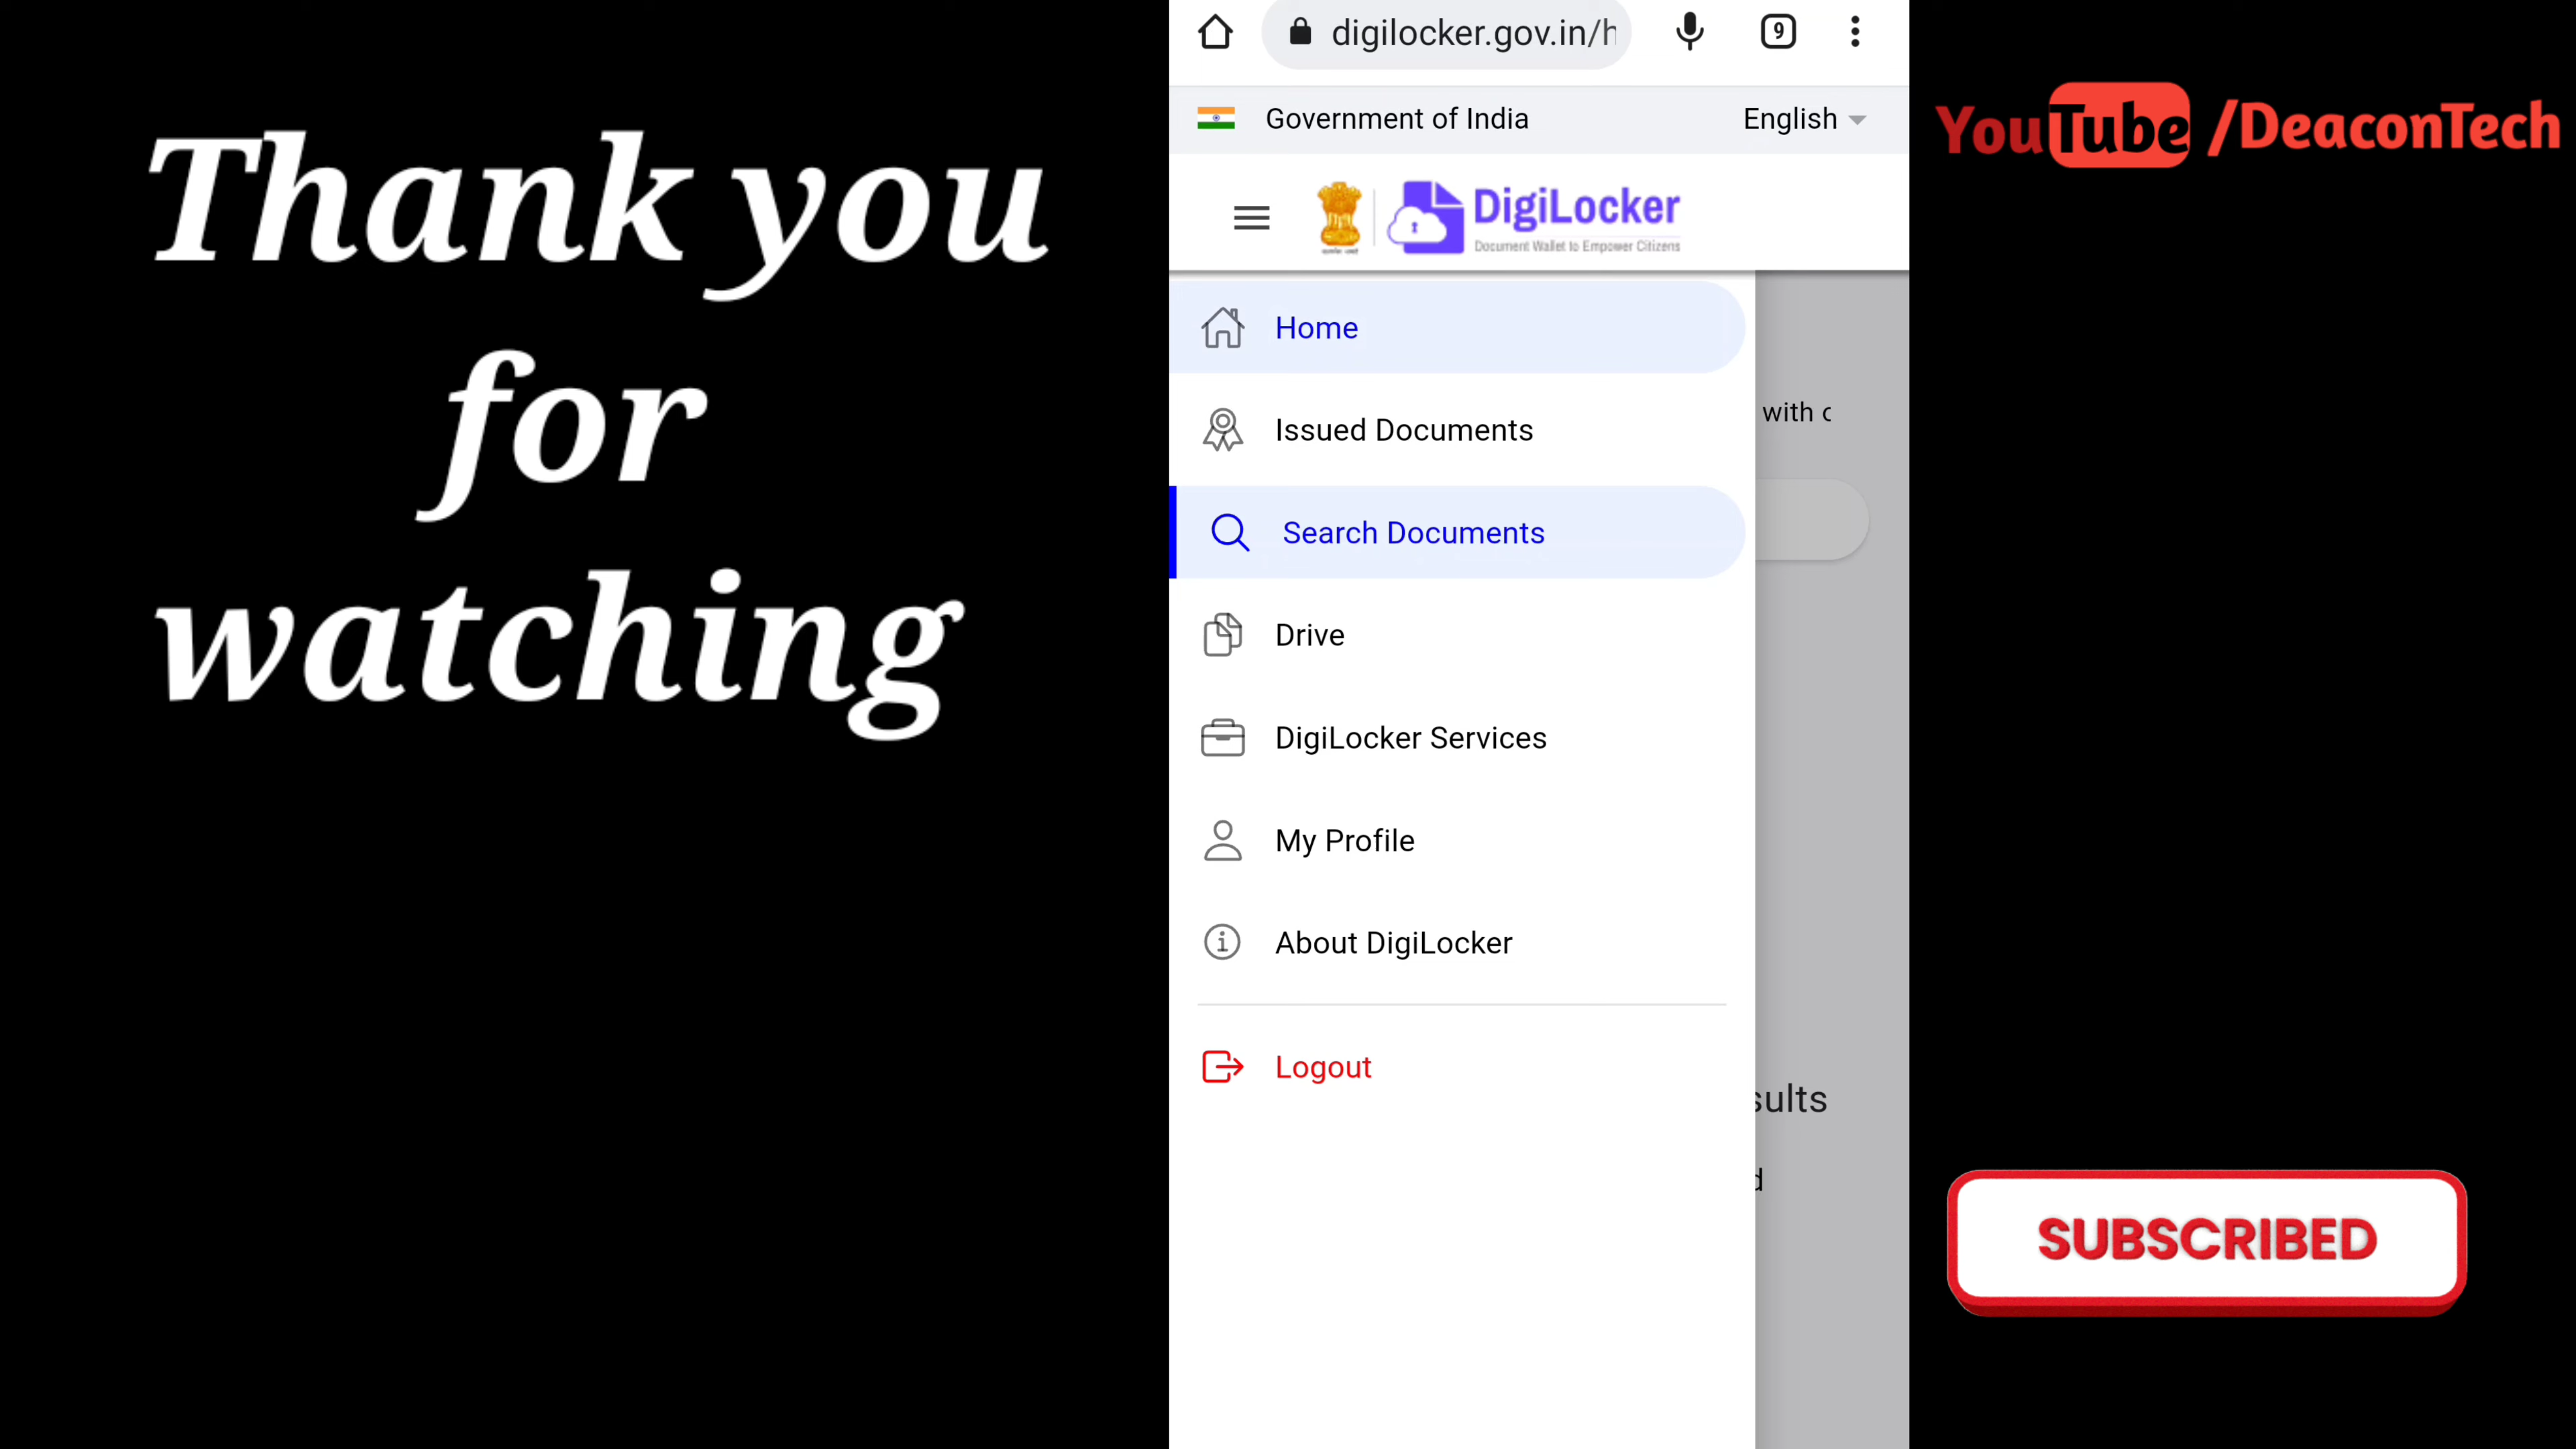 Thank you
for
watching
digilocker.gov.in/h
9
Government of India
English
DigiLocker
Document Wallet to Empower Citizens
Home
Issued Documents
Search Documents
Drive
DigiLocker Services
My Profile
About DigiLocker
Logout
with c
sults
d
YouTube /DeaconTech
SUBSCRIBED